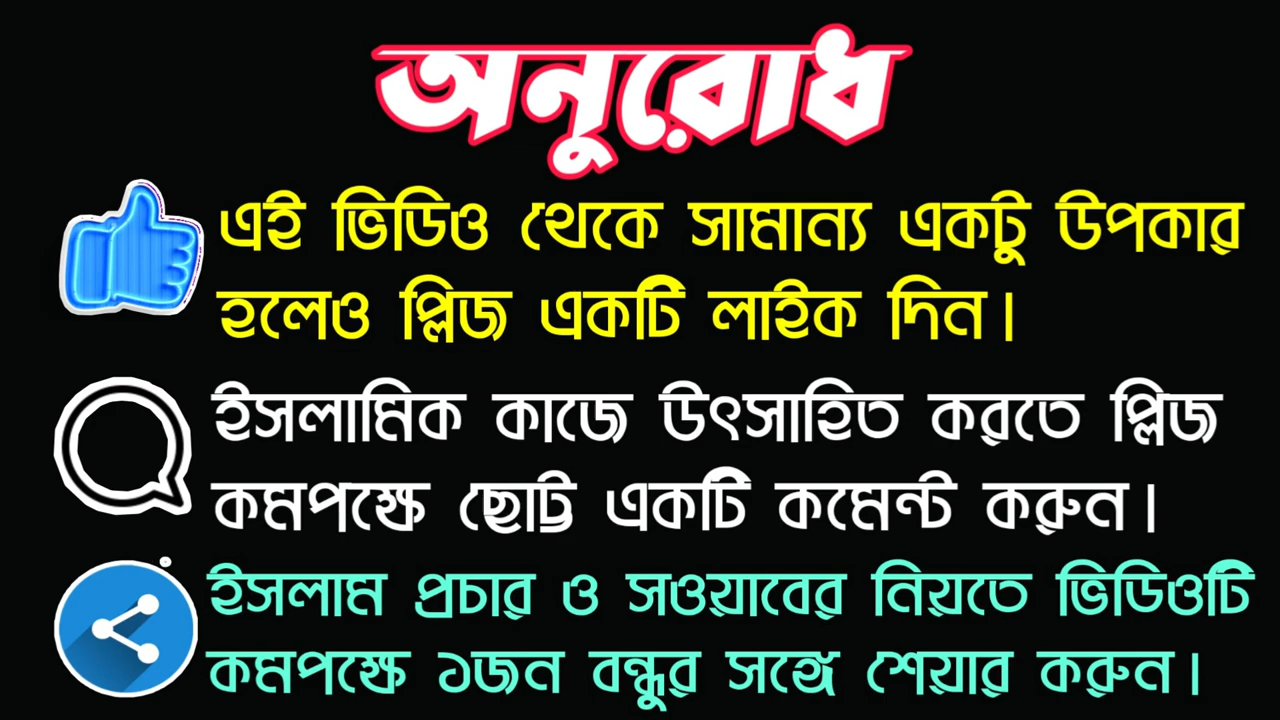 অনুরোধ
এই ভিডিও থেকে সামান্য একটু উপকার
হলেও প্লিজ একটি লাইক দিন।
ইসলামিক কাজে উৎসাহিত করতে প্লিজ
কমপক্ষে ছোট্ট একটি কমেন্ট করুন।
ইসলাম প্রচার ও সওয়াবের নিয়তে ভিডিওটি
কমপক্ষে ১জন বন্ধুর সঙ্গে শেয়ার করুন।